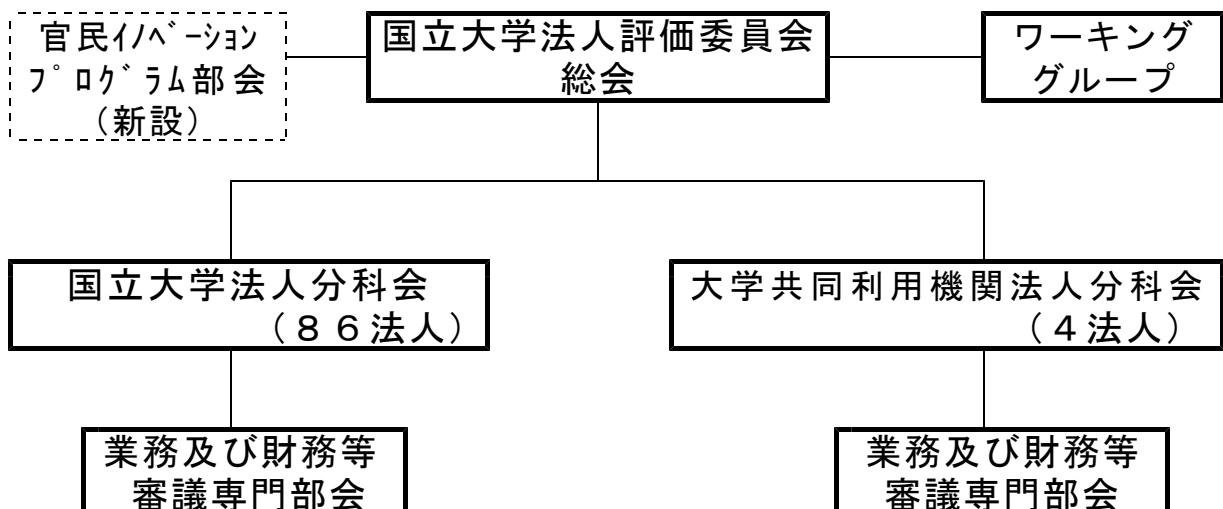 官民ｲﾉﾍﾞｰｼｮﾝ
ﾌﾟﾛｸﾞﾗﾑ部会
（新設）
国立大学法人評価委員会
総会
ワーキング
グループ
国立大学法人分科会
（８６法人）
大学共同利用機関法人分科会
（４法人）
業務及び財務等
審議専門部会
業務及び財務等
審議専門部会